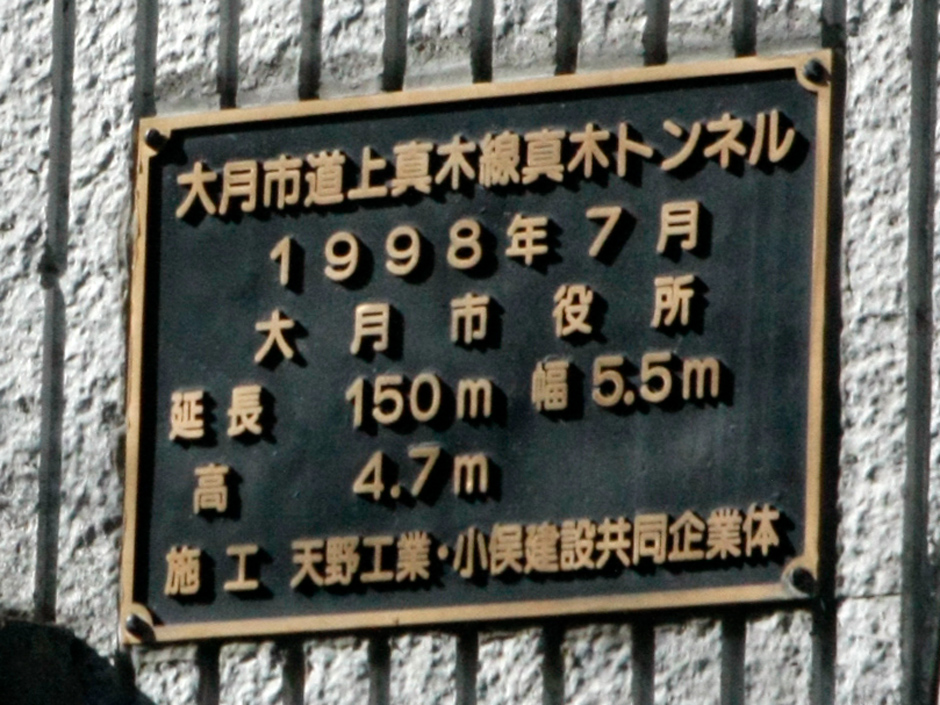 大月市道上真木線真木トンネル
1998年7月
大月市役所
延長 150m 幅 5.5m
高 4.7m
施工 天野工業・小俣建設共同企業体